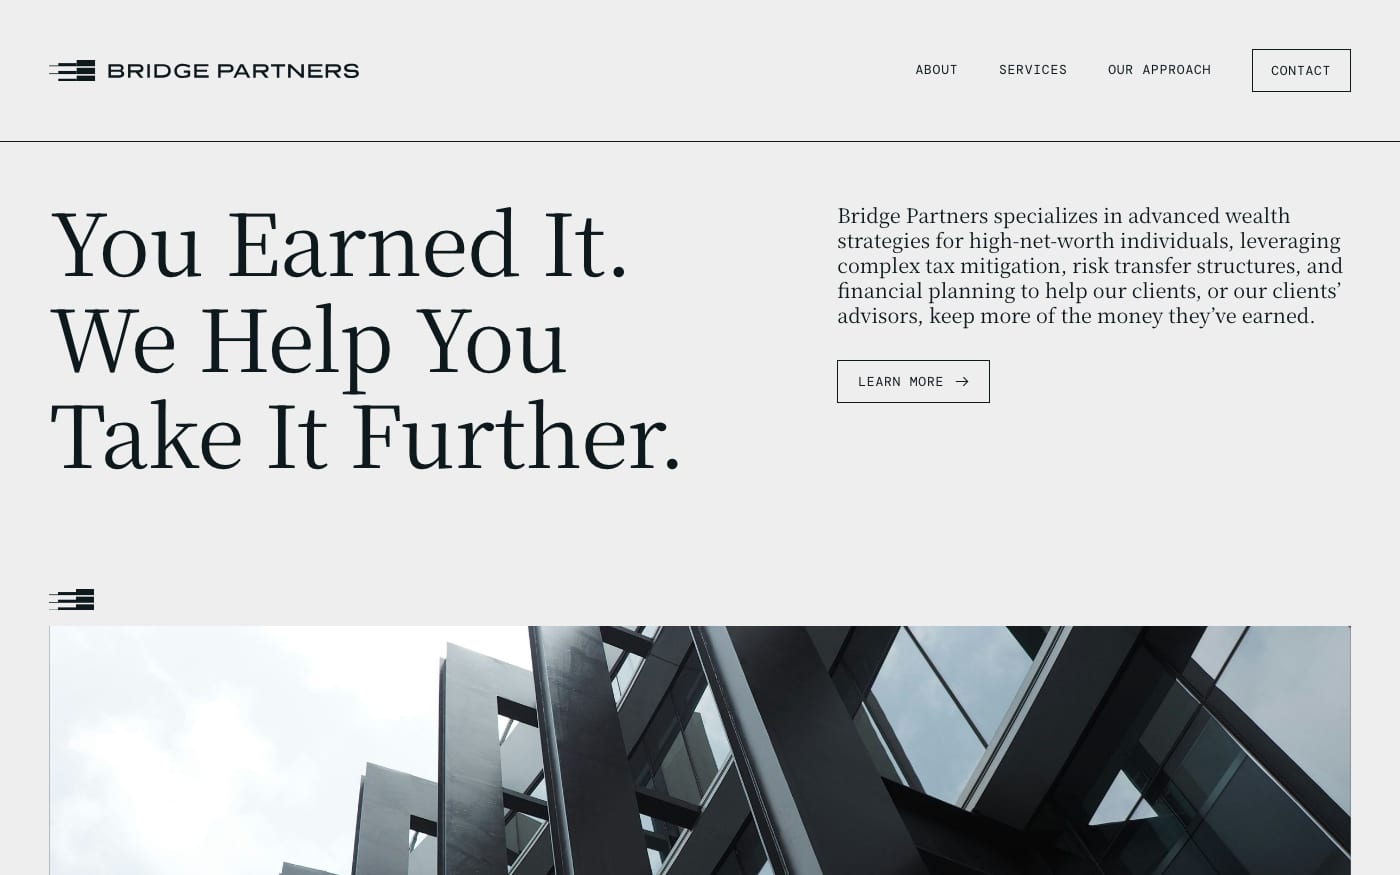 BRIDGE PARTNERS
ABOUT
SERVICES
OUR APPROACH
CONTACT
You Earned It.
We Help You
Take It Further.
Bridge Partners specializes in advanced wealth
strategies for high-net-worth individuals, leveraging
complex tax mitigation, risk transfer structures, and
financial planning to help our clients, or our clients’
advisors, keep more of the money they’ve earned.
LEARN MORE →